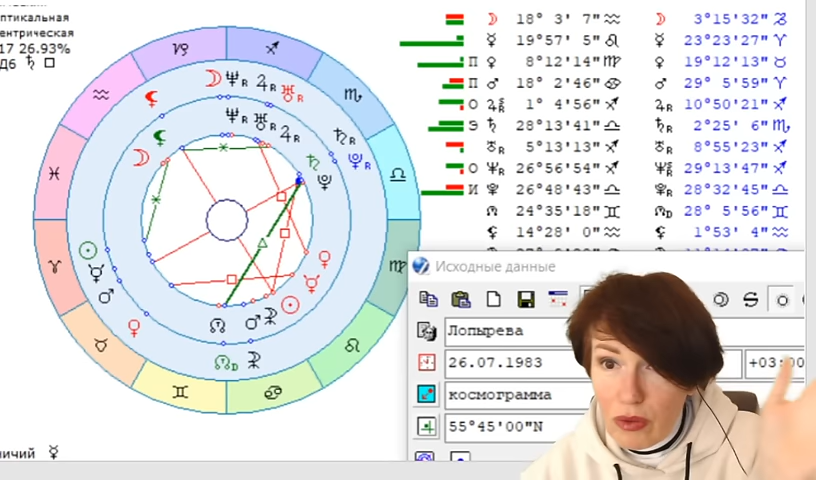 птикальная
ентрическая
17 26.93%
Д6 ♄ □
☽ 18° 3' 7"♒ ☽ 3°15'32"♑
☿ 19°57' 5"♌ ☿ 23°23'27"♈
П ♀ 8°12'14"♍ ♀ 19°12'13"♉
П ♂ 18° 2'46"♋ ♂ 29° 5'59"♈
О ♃ 1° 4'56"♐ ♃R 10°50'21"♐
Э ♄ 28°13'41"♎ ♄R 2°25' 6"♏
♅R 5°13'13"♐ ♅R 8°55'23"♐
О ♆ 26°56'54"♐ ♆ 29°13'47"♐
И 26°48'43"♎ R 28°32'45"♎
☊ 24°35'18"♊ ☊D 28° 5'56"♊
⚸ 14°28' 0"♏ ⚸ 1°53' 4"♏
Исходные данные
Лопырева
26.07.1983 +03:00
космограмма
55°45'00"N
ничий ☿